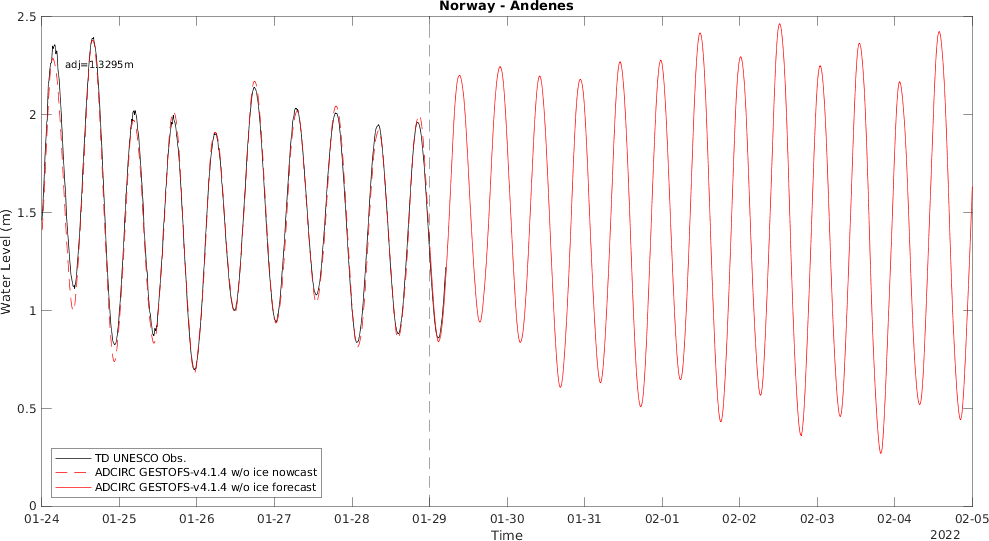 Norway - Andenes
2.5
adj=1.3295m
2
1.5
Water Level (m)
1
0.5
TD UNESCO Obs.
ADCIRC GESTOFS-v4.1.4 w/o ice nowcast
ADCIRC GESTOFS-v4.1.4 w/o ice forecast
0
01-24 01-25 01-26 01-27 01-28 01-29 01-30 01-31 02-01 02-02 02-03 02-04 02-05
Time
2022